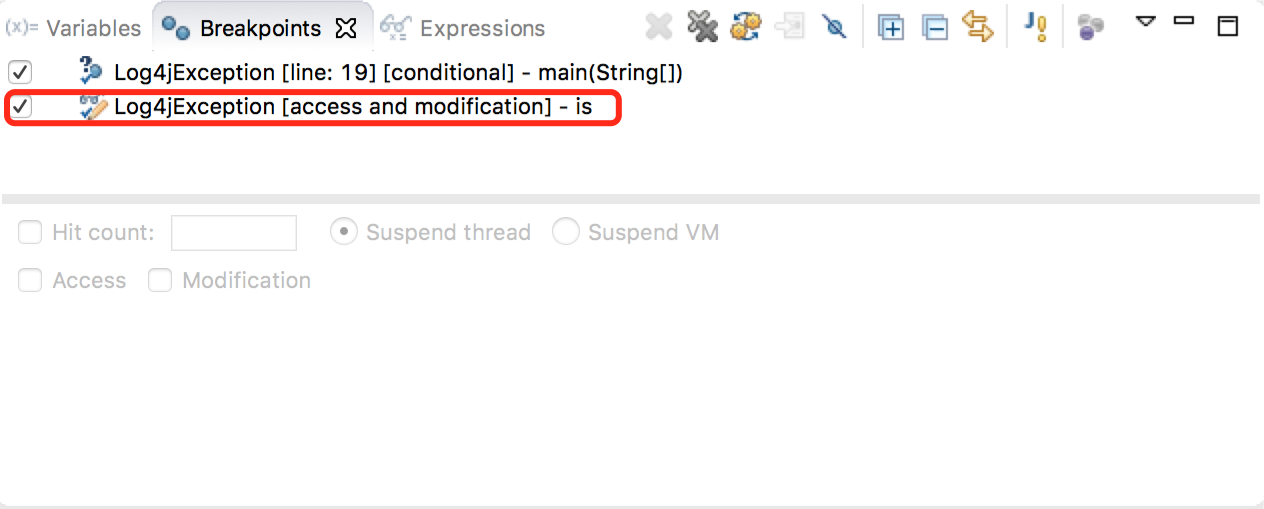 (x)= Variables Breakpoints Expressions
Log4jException [line: 19] [conditional] - main(String[])
Log4jException [access and modification] - is
Hit count: Suspend thread Suspend VM
Access Modification